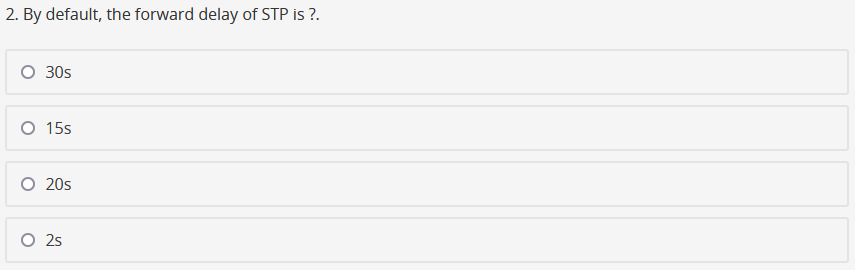 2. By default, the forward delay of STP is ?.
30s
15s
20s
2s